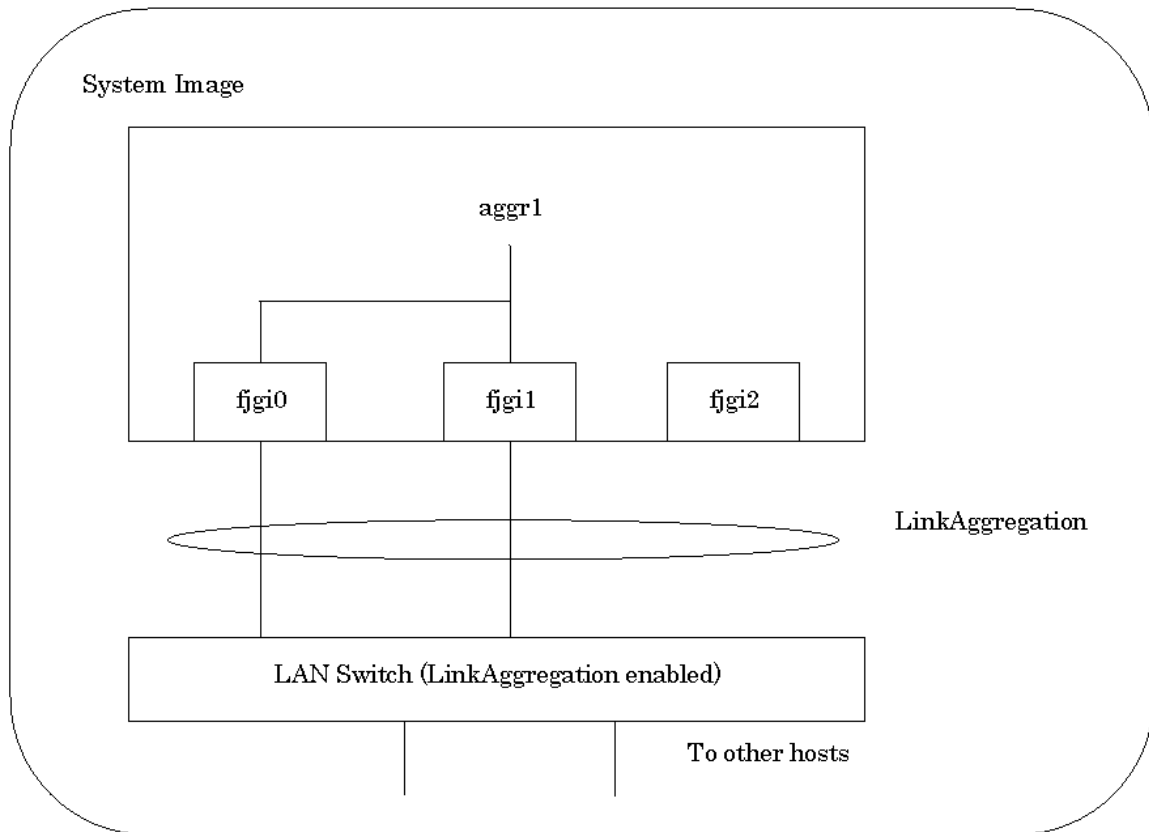 System Image
aggr1
fjgi0
fjgi1
fjgi2
LinkAggregation
LAN Switch (LinkAggregation enabled)
To other hosts